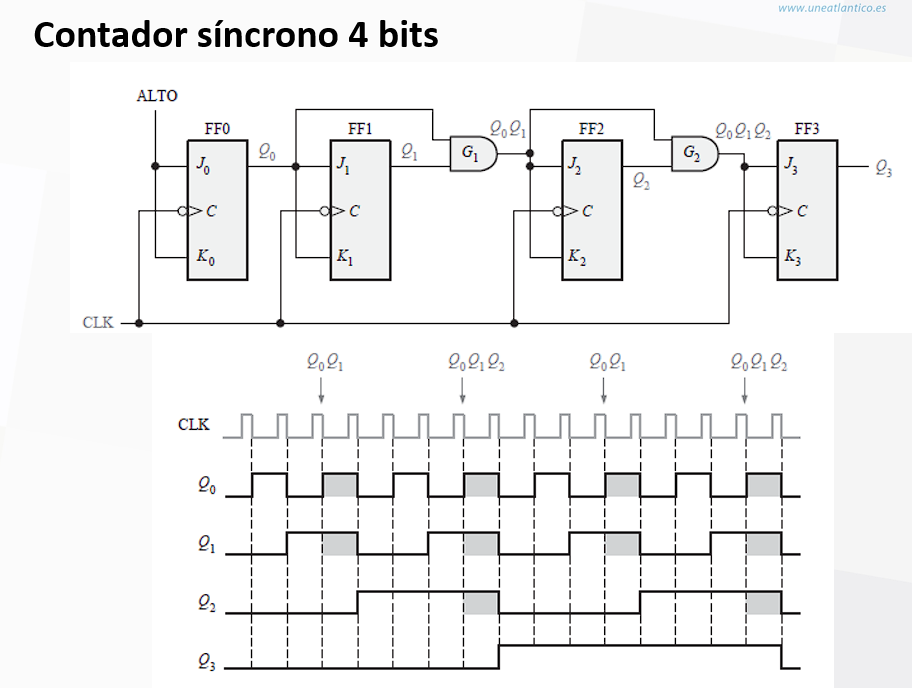 www.uneatlantico.es
Contador síncrono 4 bits
ALTO
FF0 FF1 FF2 FF3
Q0 Q1 Q0Q1 Q2 Q0Q1Q2 Q3
J0 J1 G1 J2 G2 J3
C C C C
K0 K1 K2 K3
CLK
Q0Q1 Q0Q1Q2 Q0Q1 Q0Q1Q2
CLK
Q0
Q1
Q2
Q3